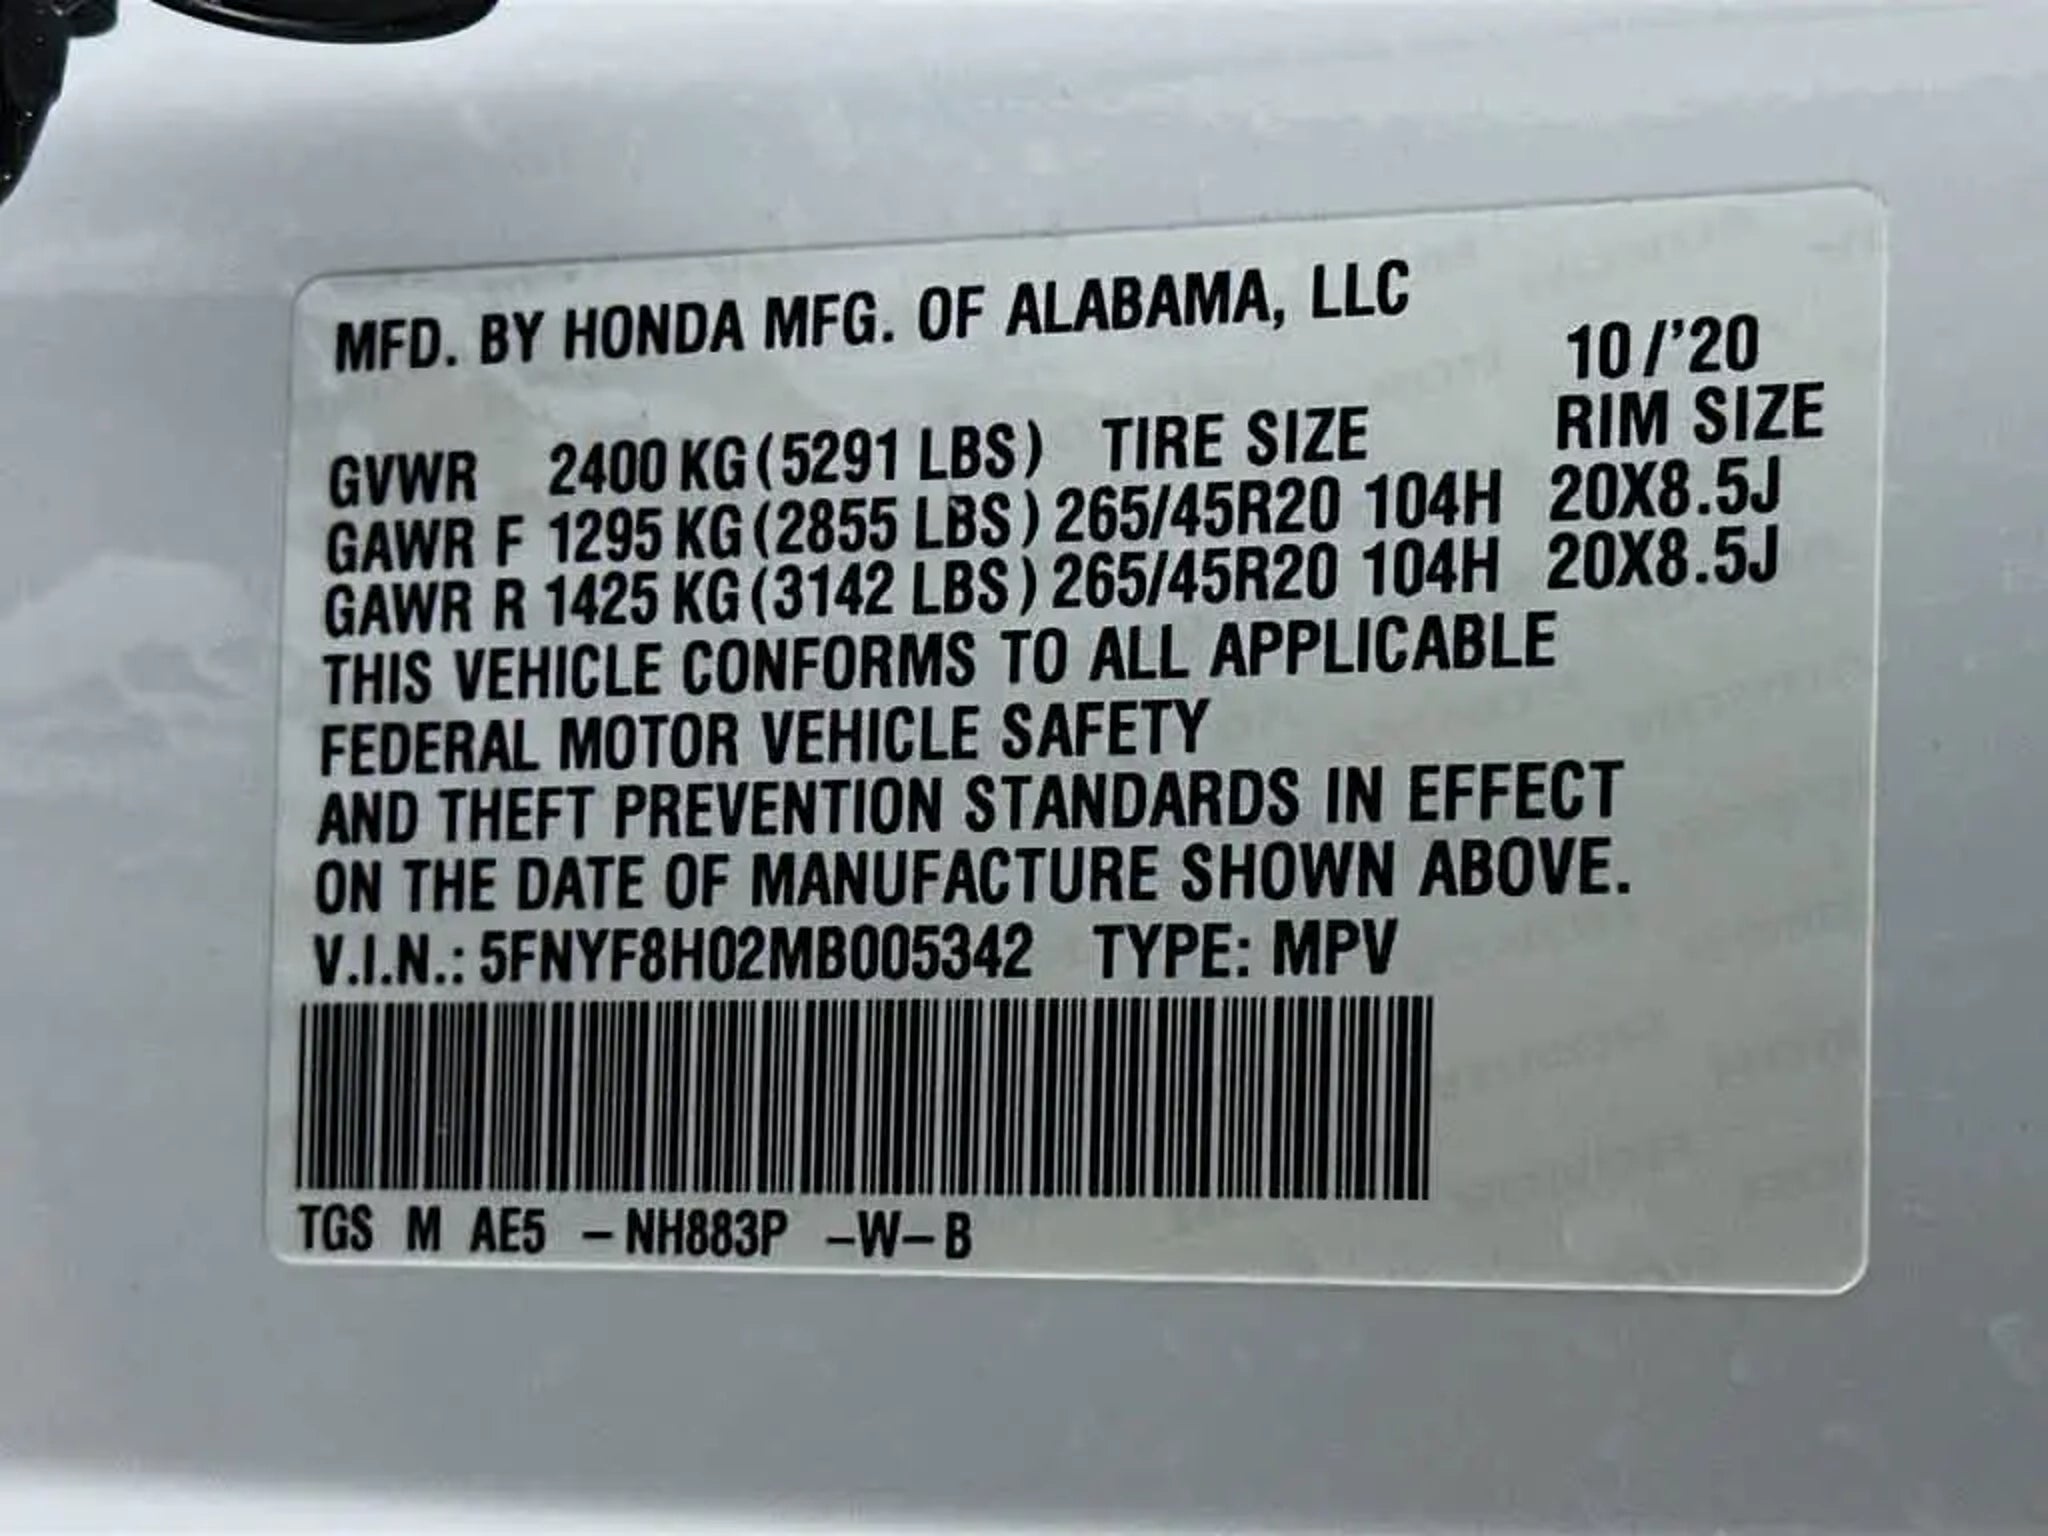 MFD. BY HONDA MFG. OF ALABAMA, LLC
10/'20
GVWR 2400 KG (5291 LBS) TIRE SIZE RIM SIZE
GAWR F 1295 KG (2855 LBS) 265/45R20 104H 20X8.5J
GAWR R 1425 KG (3142 LBS) 265/45R20 104H 20X8.5J
THIS VEHICLE CONFORMS TO ALL APPLICABLE
FEDERAL MOTOR VEHICLE SAFETY
AND THEFT PREVENTION STANDARDS IN EFFECT
ON THE DATE OF MANUFACTURE SHOWN ABOVE.
V.I.N.: 5FNYF8H02MB005342 TYPE: MPV
TGS M AE5 –NH883P –W–B